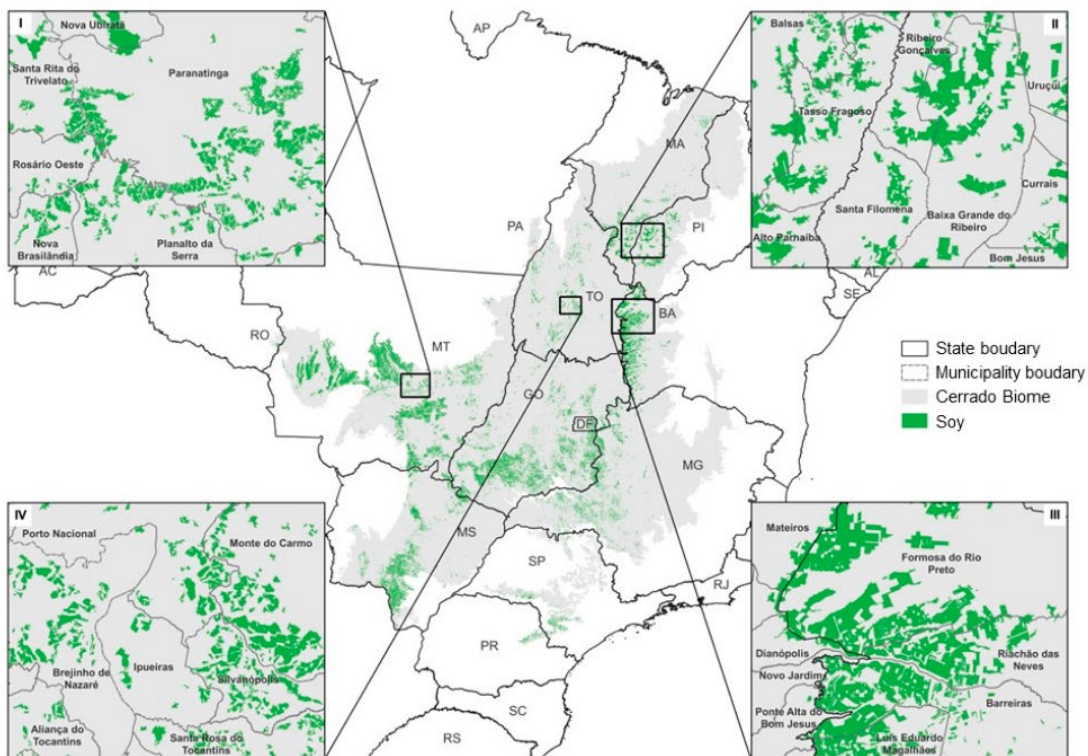 I
Nova Ubiratã
Santa Rita do
Trivelato
Paranatinga
Rosário Oeste
Nova
Brasilândia
Planalto da
Serra
II
Balsas
Ribeiro
Gonçalves
Uruçuí
Tasso Fragoso
Currais
Santa Filomena
Baixa Grande do
Ribeiro
Alto Parnaíba
Bom Jesus
AP
MA
PA
PI
AC
AL
SE
TO
BA
RO
MT
GO
DF
MG
MS
SP
RJ
PR
SC
RS
State boudary
Municipality boudary
Cerrado Biome
Soy
IV
Porto Nacional
Monte do Carmo
Ipueiras
Brejinho de
Nazaré
Silvanópolis
Aliança do
Tocantins
Santa Rosa do
Tocantins
III
Mateiros
Formosa do Rio
Preto
Dianópolis
Riachão das
Neves
Novo Jardim
Barreiras
Ponte Alta do
Bom Jesus
Luís Eduardo
Magalhães